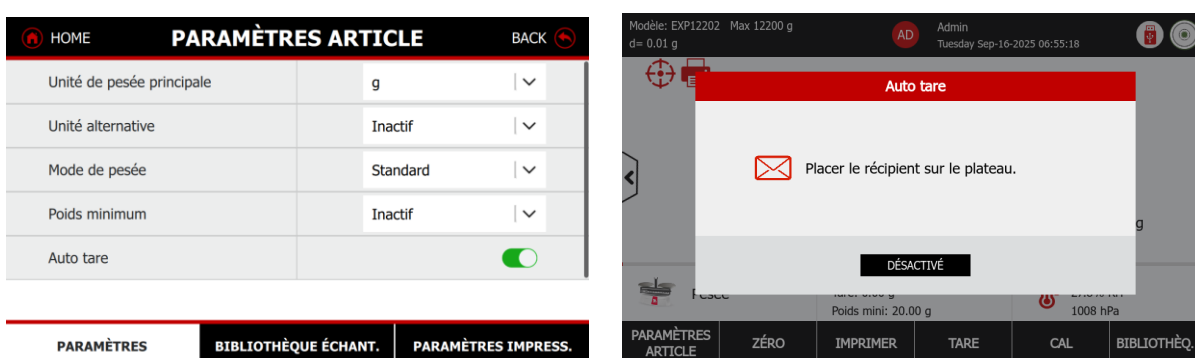 HOME PARAMÈTRES ARTICLE BACK
Unité de pesée principale g
Unité alternative Inactif
Mode de pesée Standard
Poids minimum Inactif
Auto tare
PARAMÈTRES BIBLIOTHÈQUE ÉCHANT. PARAMÈTRES IMPRESS.
Modèle: EXP12202 Max 12200 g
d= 0.01 g
AD
Admin
Tuesday Sep-16-2025 06:55:18
Auto tare
Placer le récipient sur le plateau.
g
DÉSACTIVÉ
Poids mini: 20.00 g
1008 hPa
PARAMÈTRES ARTICLE
ZÉRO
IMPRIMER
TARE
CAL
BIBLIOTHÈQ.